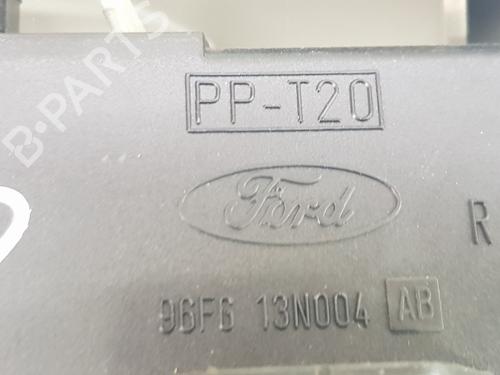 B-PARTS
PP-T20
Ford
R
96FG 13N004 AB